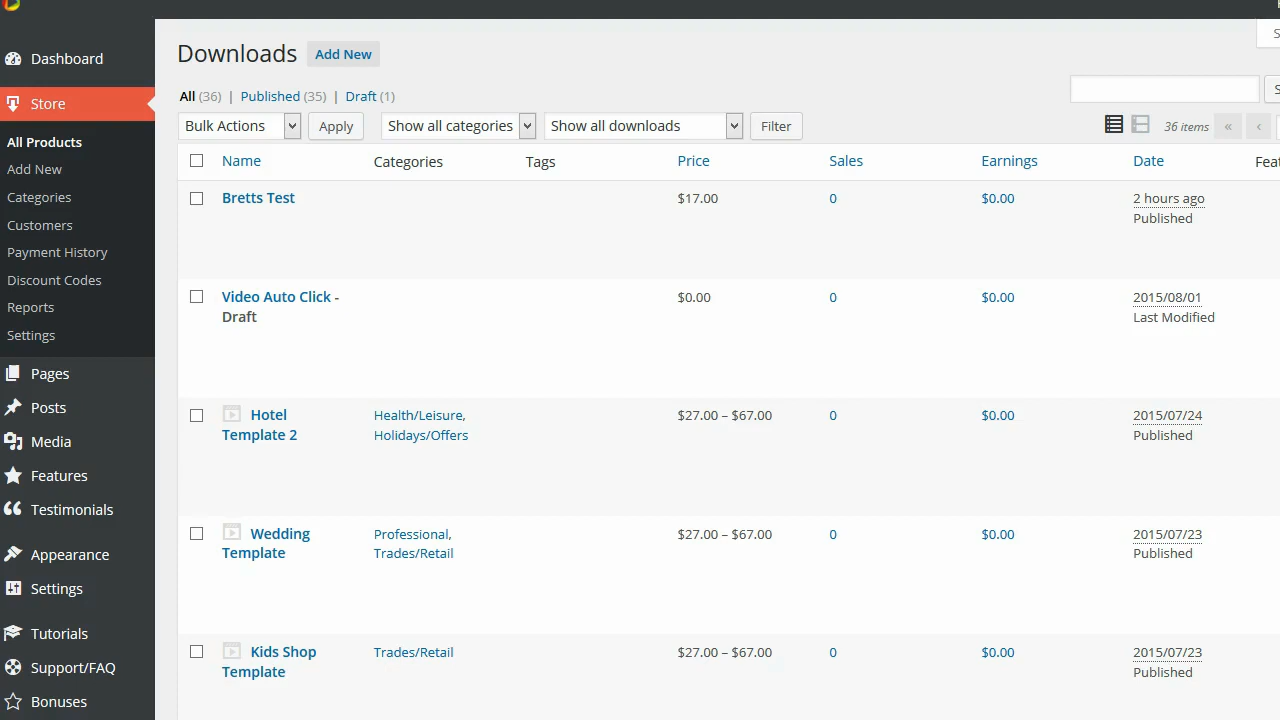 Dashboard
Store
All Products
Add New
Categories
Customers
Payment History
Discount Codes
Reports
Settings
Pages
Posts
Media
Features
Testimonials
Appearance
Settings
Tutorials
Support/FAQ
Bonuses
Downloads Add New
All (36) | Published (35) | Draft (1)
Bulk Actions Apply Show all categories Show all downloads Filter 36 items « ‹
Name Categories Tags Price Sales Earnings Date
Bretts Test $17.00 0 $0.00 2 hours ago
Published
Video Auto Click - $0.00 0 $0.00 2015/08/01
Draft Last Modified
Hotel Health/Leisure, $27.00 – $67.00 0 $0.00 2015/07/24
Template 2 Holidays/Offers Published
Wedding Professional, $27.00 – $67.00 0 $0.00 2015/07/23
Template Trades/Retail Published
Kids Shop Trades/Retail $27.00 – $67.00 0 $0.00 2015/07/23
Template Published